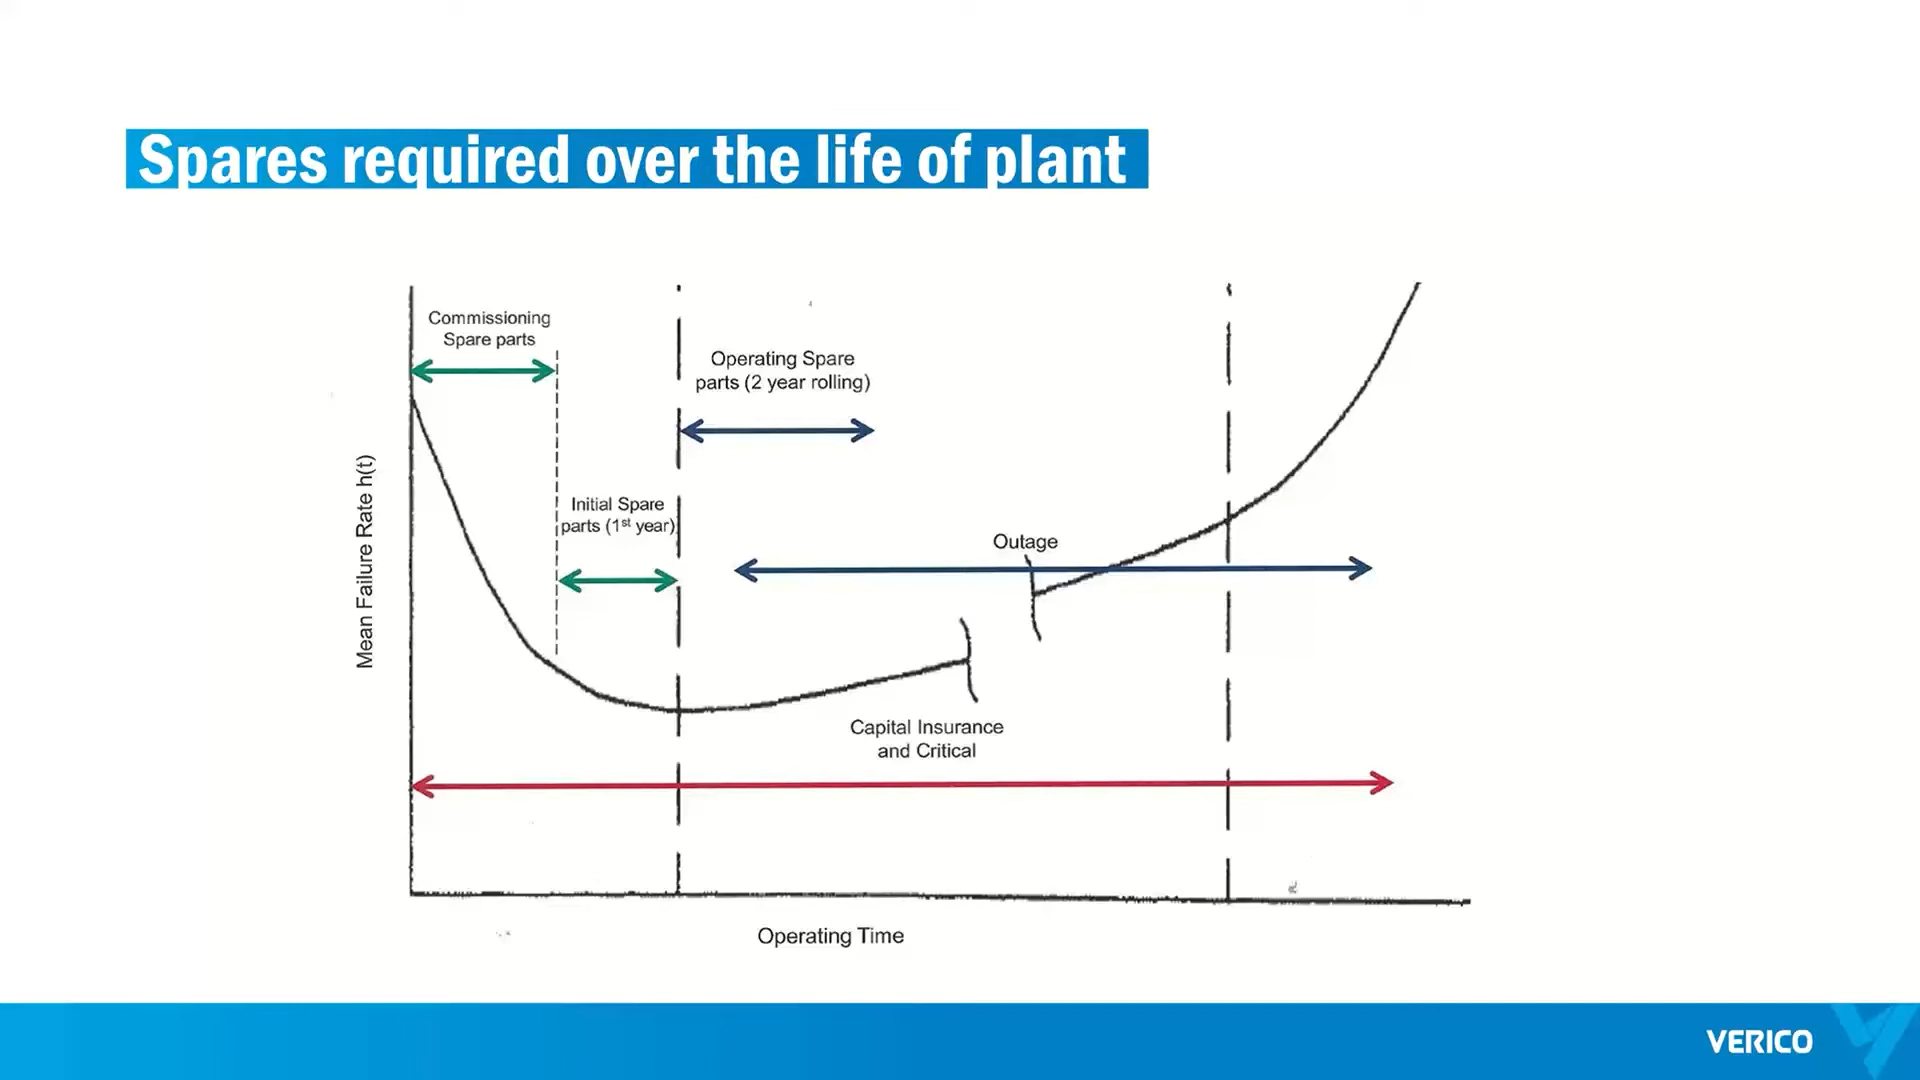 Spares required over the life of plant
Commissioning
Spare parts
Operating Spare
parts (2 year rolling)
Initial Spare
parts (1st year)
Outage
Mean Failure Rate h(t)
Capital Insurance
and Critical
Operating Time
VERICO